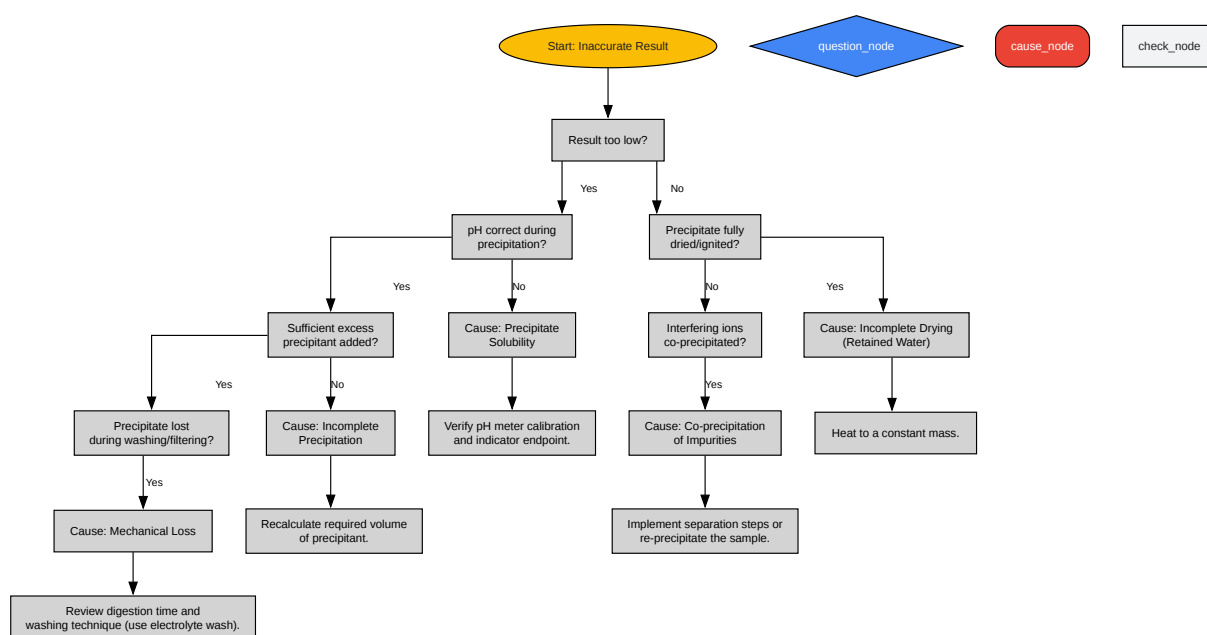 Start: Inaccurate Result
question_node
cause_node
check_node
Result too low?
Yes
No
pH correct during
precipitation?
Precipitate fully
dried/ignited?
Yes
No
No
Yes
Sufficient excess
precipitant added?
Cause: Precipitate
Solubility
Interfering ions
co-precipitated?
Cause: Incomplete Drying
(Retained Water)
Yes
No
Yes
Precipitate lost
during washing/filtering?
Cause: Incomplete
Precipitation
Verify pH meter calibration
and indicator endpoint.
Cause: Co-precipitation
of Impurities
Heat to a constant mass.
Yes
Cause: Mechanical Loss
Recalculate required volume
of precipitant.
Implement separation steps or
re-precipitate the sample.
Review digestion time and
washing technique (use electrolyte wash).